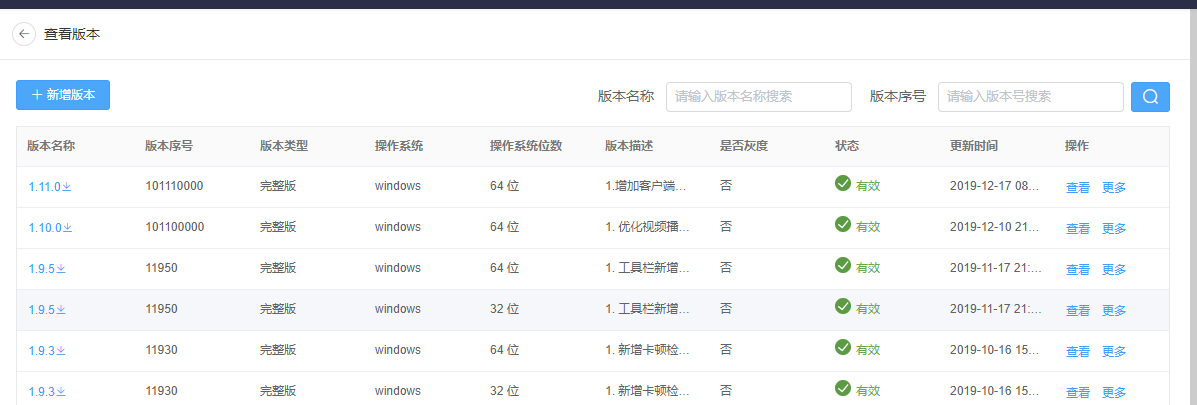 查看版本
新增版本 版本名称 请输入版本名称搜索 版本序号 请输入版本号搜索
版本名称 版本序号 版本类型 操作系统 操作系统位数 版本描述 是否灰度 状态 更新时间 操作
1.11.0 101110000 完整版 windows 64 位 1.增加客户端... 否 有效 2019-12-17 08... 查看 更多
1.10.0 101100000 完整版 windows 64 位 1. 优化视频播... 否 有效 2019-12-10 21... 查看 更多
1.9.5 11950 完整版 windows 64 位 1. 工具栏新增... 否 有效 2019-11-17 21:... 查看 更多
1.9.5 11950 完整版 windows 32 位 1. 工具栏新增... 否 有效 2019-11-17 21:... 查看 更多
1.9.3 11930 完整版 windows 64 位 1. 新增卡顿检... 否 有效 2019-10-16 15... 查看 更多
1.9.3 11930 完整版 windows 32 位 1. 新增卡顿检... 否 有效 2019-10-16 15... 查看 更多